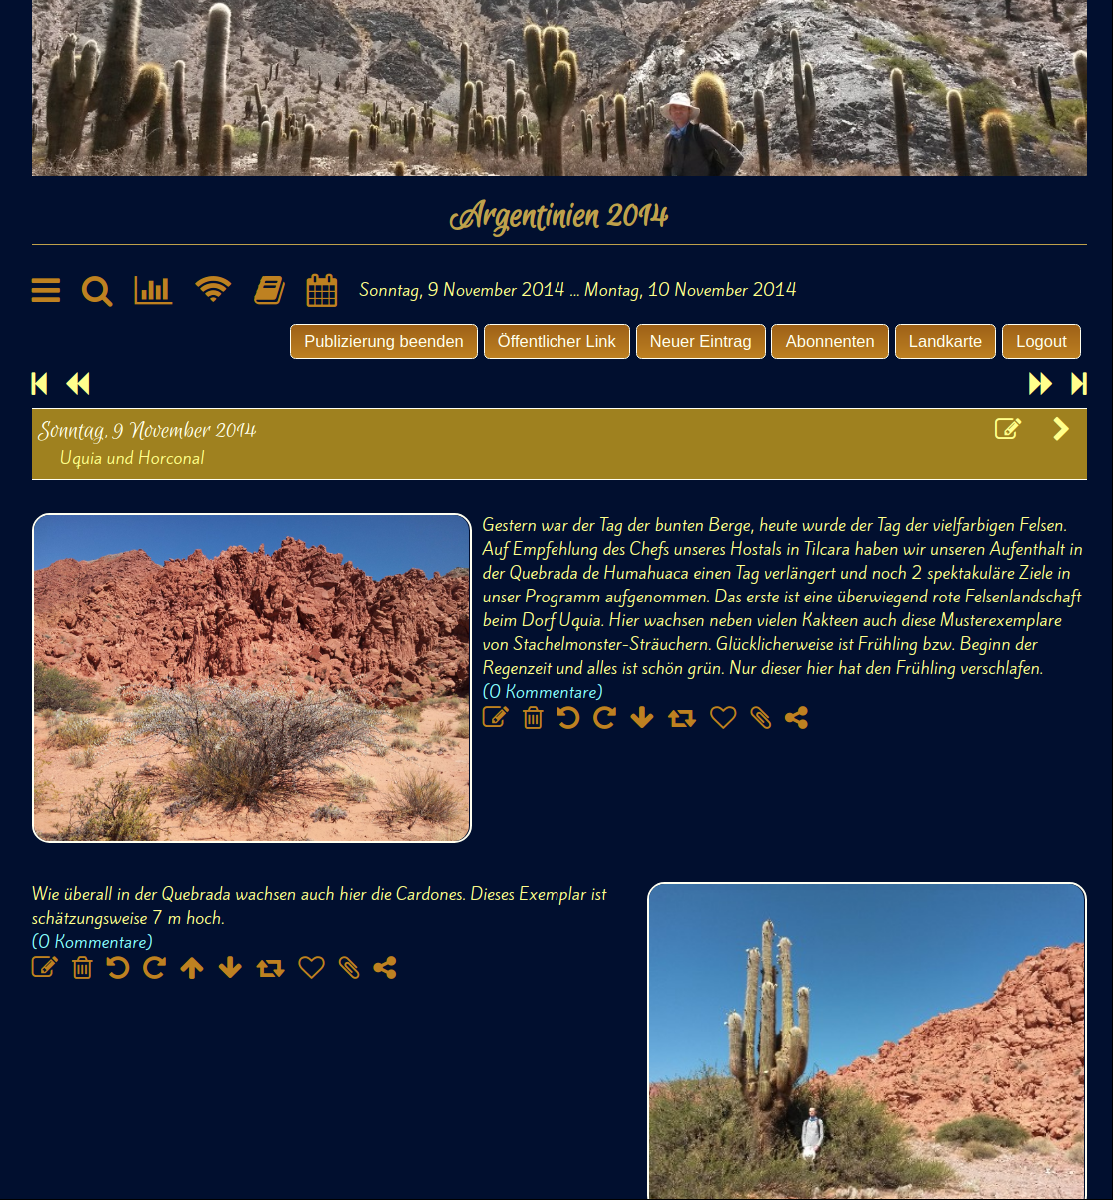 Argentinien 2014
Sonntag, 9 November 2014 ... Montag, 10 November 2014
Publizierung beenden
Öffentlicher Link
Neuer Eintrag
Abonnenten
Landkarte
Logout
Sonntag, 9 November 2014
Uquia und Horconal
Gestern war der Tag der bunten Berge, heute wurde der Tag der vielfarbigen Felsen.
Auf Empfehlung des Chefs unseres Hostals in Tilcara haben wir unseren Aufenthalt in
der Quebrada de Humahuaca einen Tag verlängert und noch 2 spektakuläre Ziele in
unser Programm aufgenommen. Das erste ist eine überwiegend rote Felsenlandschaft
beim Dorf Uquia. Hier wachsen neben vielen Kakteen auch diese Musterexemplare
von Stachelmonster-Sträuchern. Glücklicherweise ist Frühling bzw. Beginn der
Regenzeit und alles ist schön grün. Nur dieser hier hat den Frühling verschlafen.
(0 Kommentare)
Wie überall in der Quebrada wachsen auch hier die Cardones. Dieses Exemplar ist
schätzungsweise 7 m hoch.
(0 Kommentare)